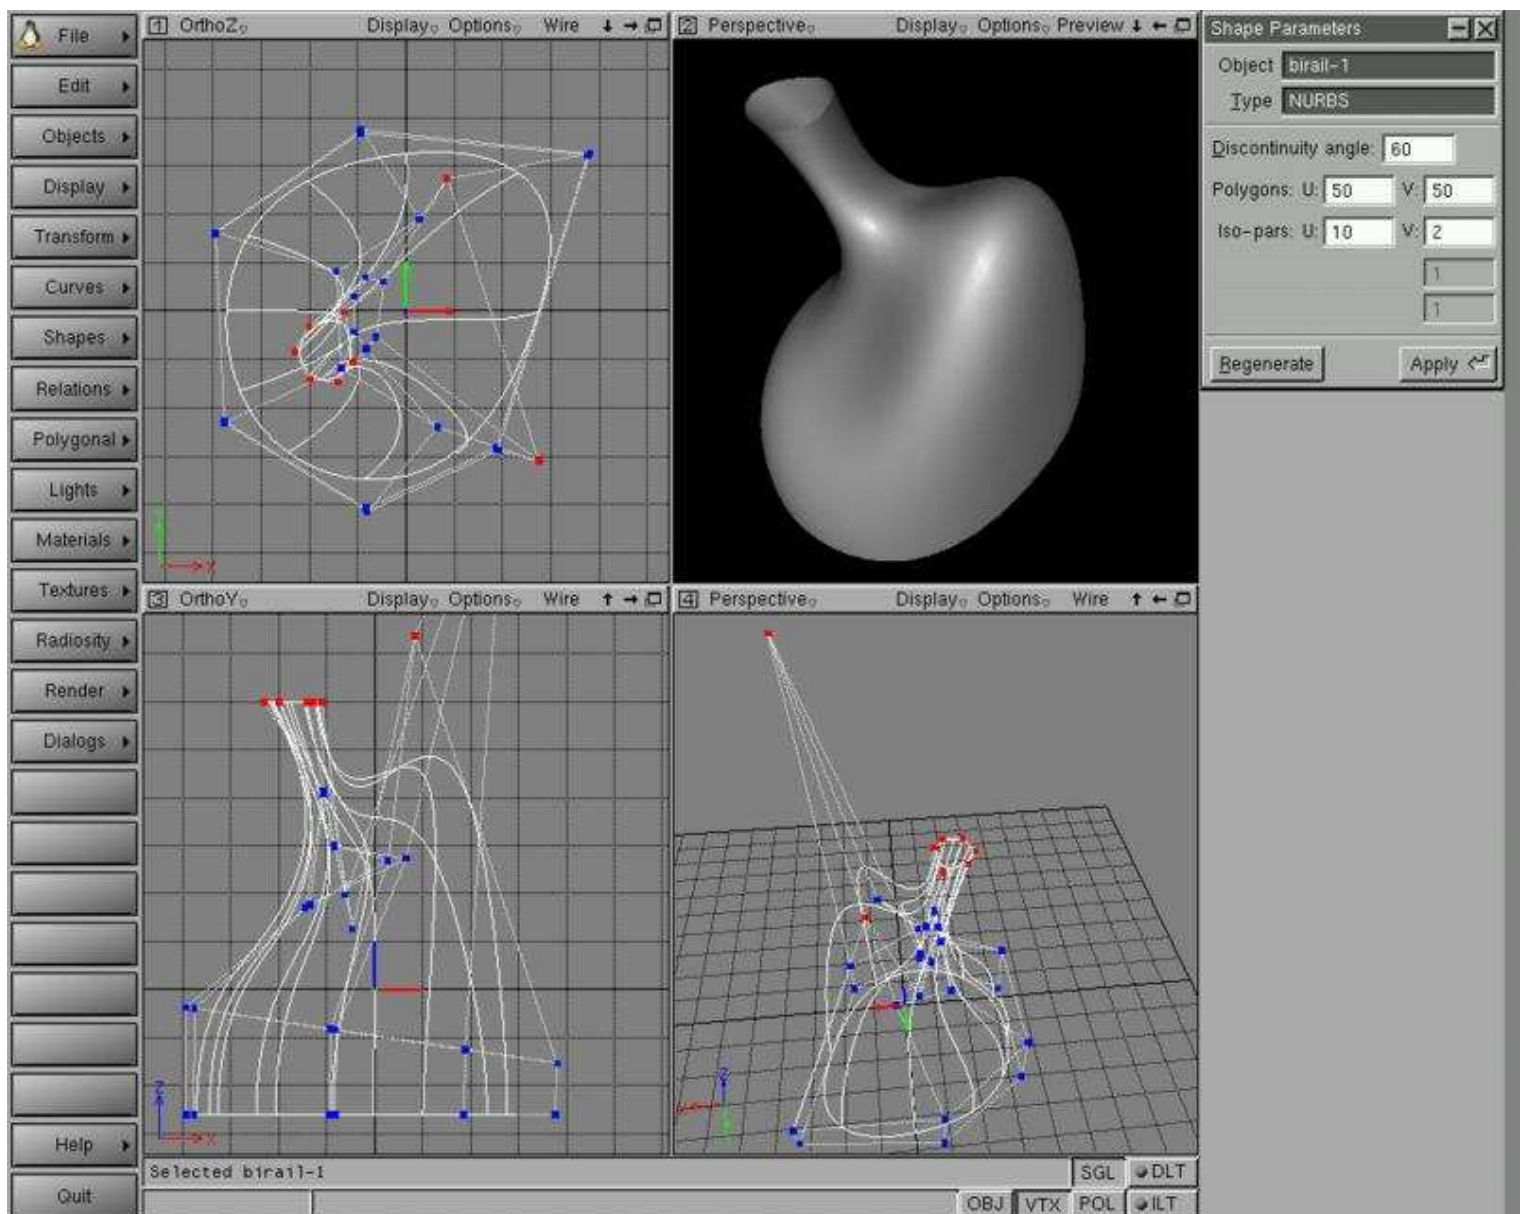 File
Edit
Objects
Display
Transform
Curves
Shapes
Relations
Polygonal
Lights
Materials
Textures
Radiosity
Render
Dialogs
Help
Quit
1 OrthoZ Display Options Wire
X
2 Perspective Display Options Preview
3 OrthoY Display Options Wire
Z
X
4 Perspective Display Options Wire
Z
Selected birail-1
SGL DLT
OBJ VTX POL ILT
Shape Parameters
Object birail-1
Type NURBS
Discontinuity angle: 60
Polygons: U: 50 V: 50
Iso-pars: U: 10 V: 2
1
1
Regenerate Apply